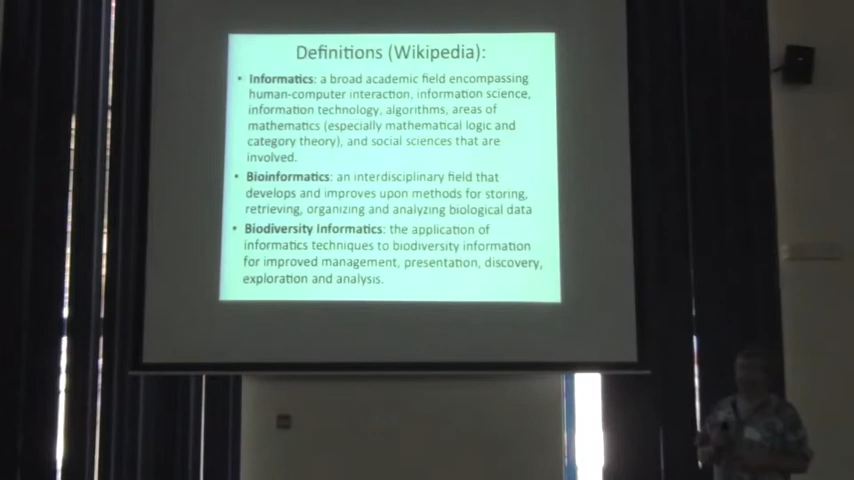 Definitions (Wikipedia):
• Informatics: a broad academic field encompassing
human-computer interaction, information science,
information technology, algorithms, areas of
mathematics (especially mathematical logic and
category theory), and social sciences that are
involved.
• Bioinformatics: an interdisciplinary field that
develops and improves upon methods for storing,
retrieving, organizing and analyzing biological data
• Biodiversity Informatics: the application of
informatics techniques to biodiversity information
for improved management, presentation, discovery,
exploration and analysis.